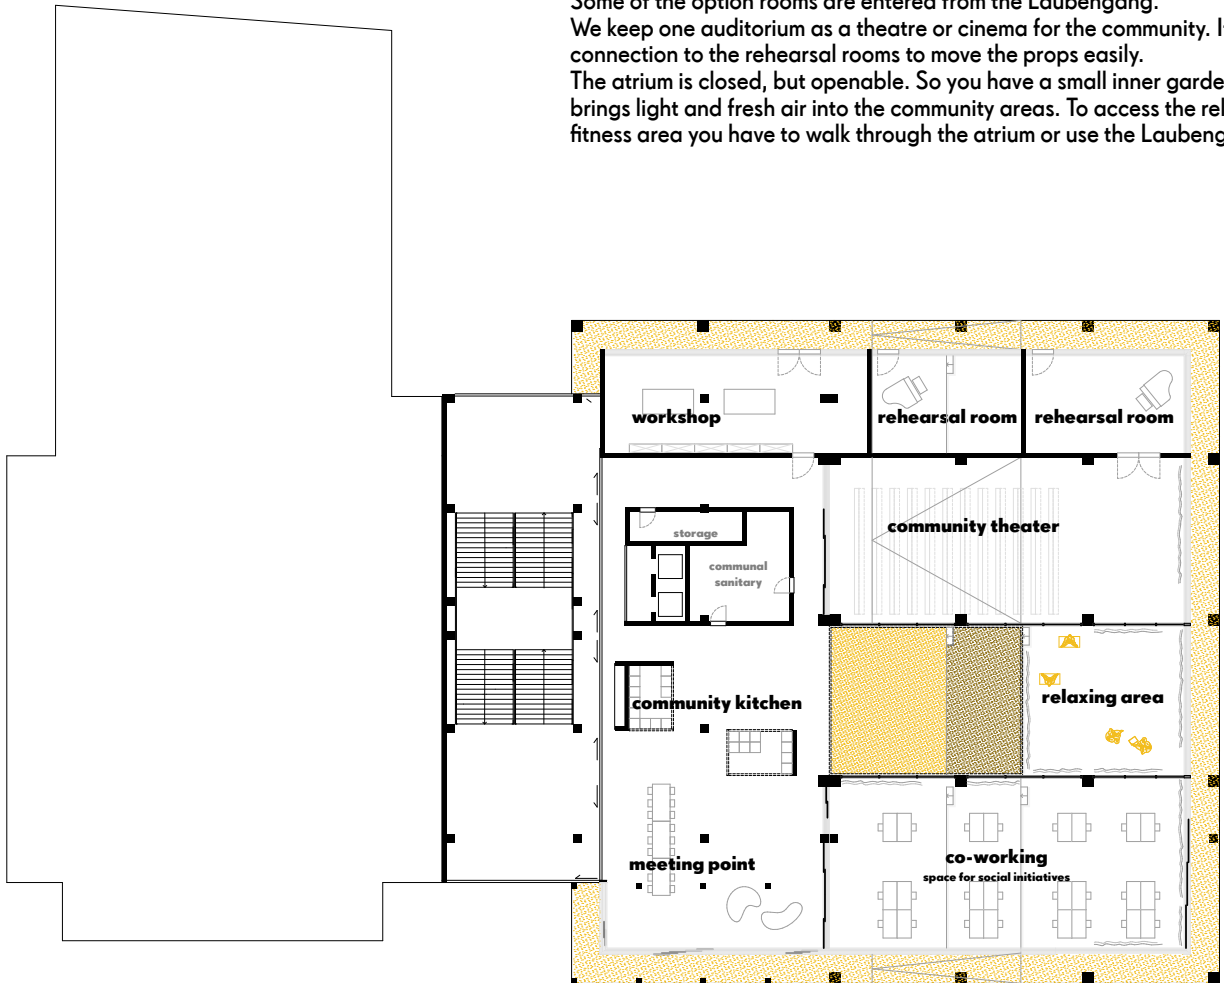 Some of the option rooms are entered from the Laubengang.
We keep one auditorium as a theatre or cinema for the community.
connection to the rehearsal rooms to move the props easily.
The atrium is closed, but openable. So you have a small inner
brings light and fresh air into the community areas. To access the
fitness area you have to walk through the atrium or use the
workshop
rehearsal room
rehearsal room
community theater
storage
communal
sanitary
relaxing area
community kitchen
meeting point
co-working
space for social initiatives